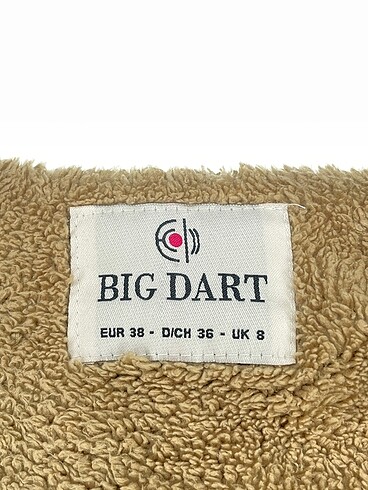 BIG DART
EUR 38 - D/CH 36 - UK 8